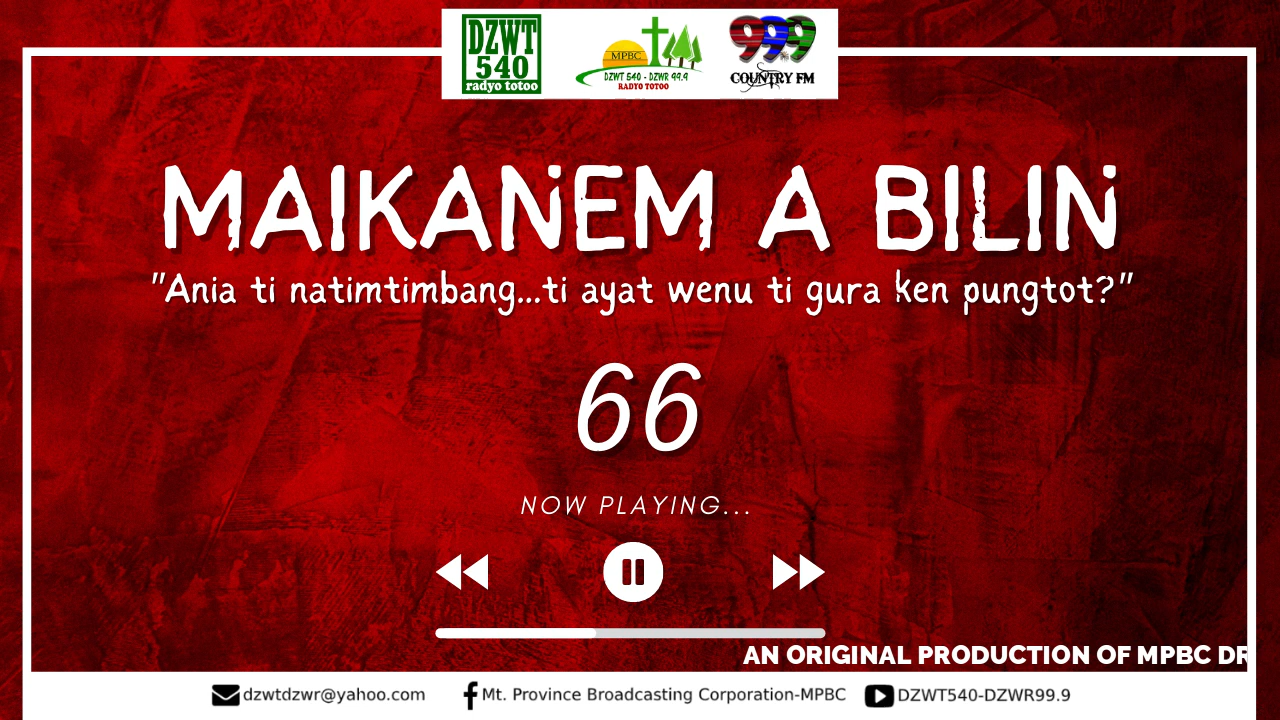 DZWT
540
radyo totoo
MPBC
DZWT 540 - DZWR 99.9
RADYO TOTOO
99.9
COUNTRY FM
MAIKANEM A BILIN
"Ania ti natimtimbang...ti ayat wenu ti gura ken pungtot?"
66
NOW PLAYING...
AN ORIGINAL PRODUCTION OF MPBC DR
dzwtdzwr@yahoo.com
Mt. Province Broadcasting Corporation-MPBC
DZWT540-DZWR99.9